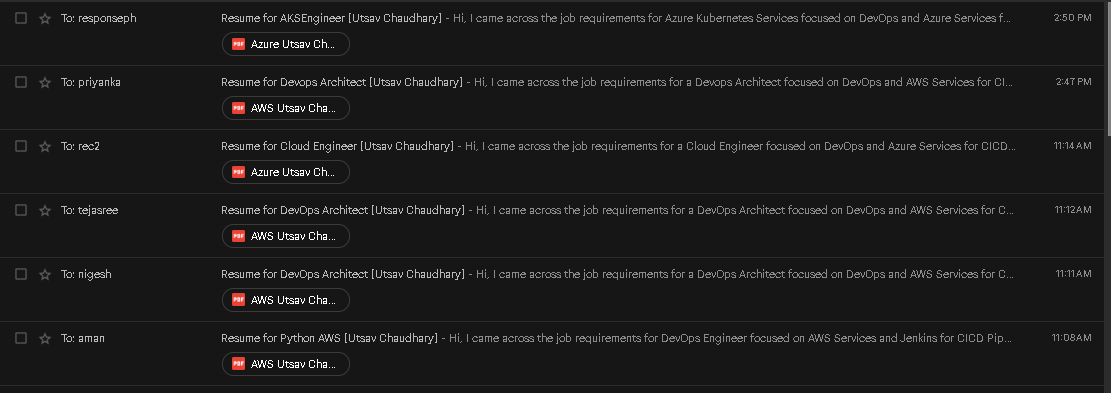 To: responseph Resume for AKSEngineer [Utsav Chaudhary] - Hi, I came across the job requirements for Azure Kubernetes Services focused on DevOps and Azure Services f... 2:50 PM
PDF Azure Utsav Ch...
To: priyanka Resume for Devops Architect [Utsav Chaudhary] - Hi, I came across the job requirements for a Devops Architect focused on DevOps and AWS Services for CI... 2:47 PM
PDF AWS Utsav Cha...
To: rec2 Resume for Cloud Engineer [Utsav Chaudhary] - Hi, I came across the job requirements for a Cloud Engineer focused on DevOps and Azure Services for CICD... 11:14 AM
PDF Azure Utsav Ch...
To: tejasree Resume for DevOps Architect [Utsav Chaudhary] - Hi, I came across the job requirements for a DevOps Architect focused on DevOps and AWS Services for C... 11:12 AM
PDF AWS Utsav Cha...
To: nigesh Resume for DevOps Architect [Utsav Chaudhary] - Hi, I came across the job requirements for a DevOps Architect focused on DevOps and AWS Services for C... 11:11 AM
PDF AWS Utsav Cha...
To: aman Resume for Python AWS [Utsav Chaudhary] - Hi, I came across the job requirements for DevOps Engineer focused on AWS Services and Jenkins for CICD Pip... 11:08 AM
PDF AWS Utsav Cha...